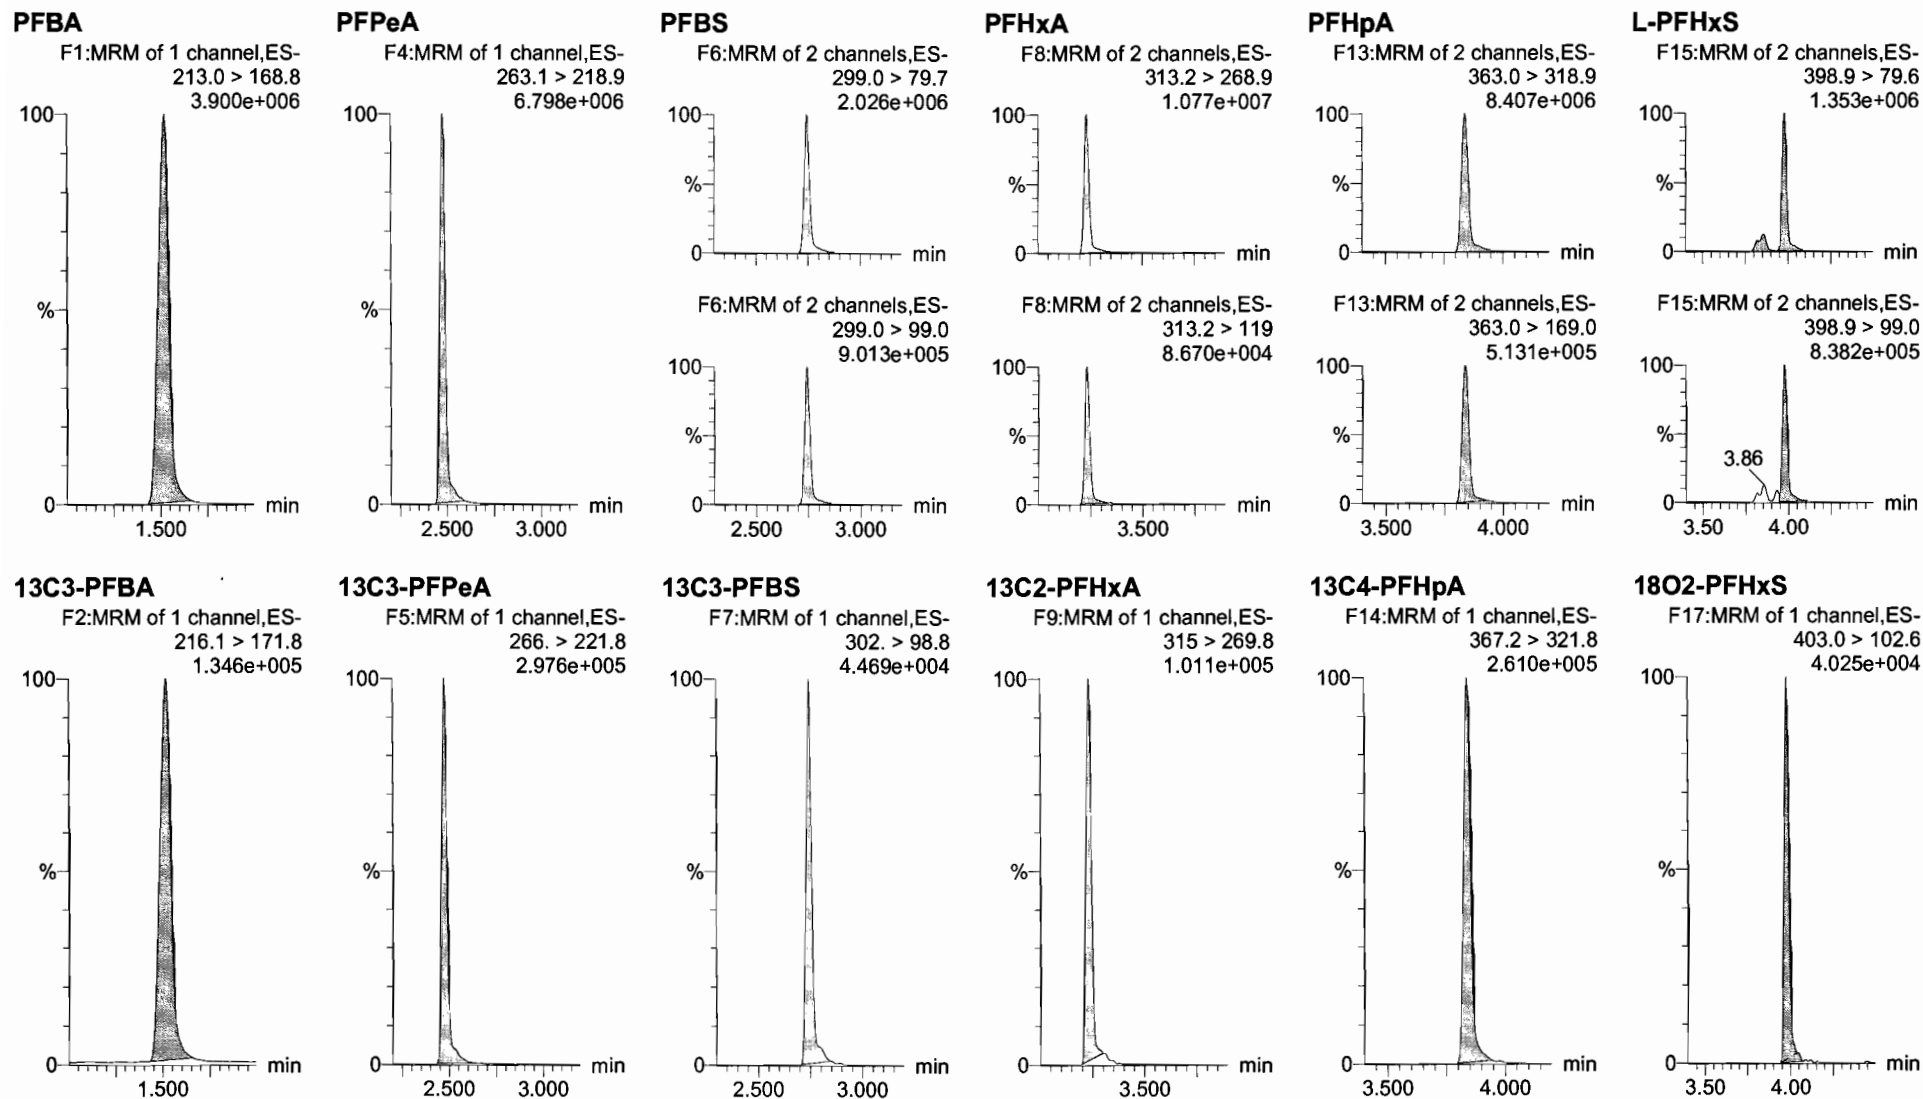 PFBA
F1:MRM of 1 channel,ES-
213.0 > 168.8
3.900e+006
100
%
0
min
1.500
PFPeA
F4:MRM of 1 channel,ES-
263.1 > 218.9
6.798e+006
100
%
0
min
2.500 3.000
PFBS
F6:MRM of 2 channels,ES-
299.0 > 79.7
2.026e+006
100
%
0
min
F6:MRM of 2 channels,ES-
299.0 > 99.0
9.013e+005
100
%
0
min
2.500 3.000
PFHxA
F8:MRM of 2 channels,ES-
313.2 > 268.9
1.077e+007
100
%
0
min
F8:MRM of 2 channels,ES-
313.2 > 119
8.670e+004
100
%
0
min
3.500
PFHpA
F13:MRM of 2 channels,ES-
363.0 > 318.9
8.407e+006
100
%
0
min
F13:MRM of 2 channels,ES-
363.0 > 169.0
5.131e+005
100
%
0
min
3.500 4.000
L-PFHxS
F15:MRM of 2 channels,ES-
398.9 > 79.6
1.353e+006
100
%
0
min
F15:MRM of 2 channels,ES-
398.9 > 99.0
8.382e+005
100
%
3.86
0
min
3.50 4.00
13C3-PFBA
F2:MRM of 1 channel,ES-
216.1 > 171.8
1.346e+005
100
%
0
min
1.500
13C3-PFPeA
F5:MRM of 1 channel,ES-
266. > 221.8
2.976e+005
100
%
0
min
2.500 3.000
13C3-PFBS
F7:MRM of 1 channel,ES-
302. > 98.8
4.469e+004
100
%
0
min
2.500 3.000
13C2-PFHxA
F9:MRM of 1 channel,ES-
315 > 269.8
1.011e+005
100
%
0
min
3.500
13C4-PFHpA
F14:MRM of 1 channel,ES-
367.2 > 321.8
2.610e+005
100
%
0
min
3.500 4.000
18O2-PFHxS
F17:MRM of 1 channel,ES-
403.0 > 102.6
4.025e+004
100
%
0
min
3.50 4.00